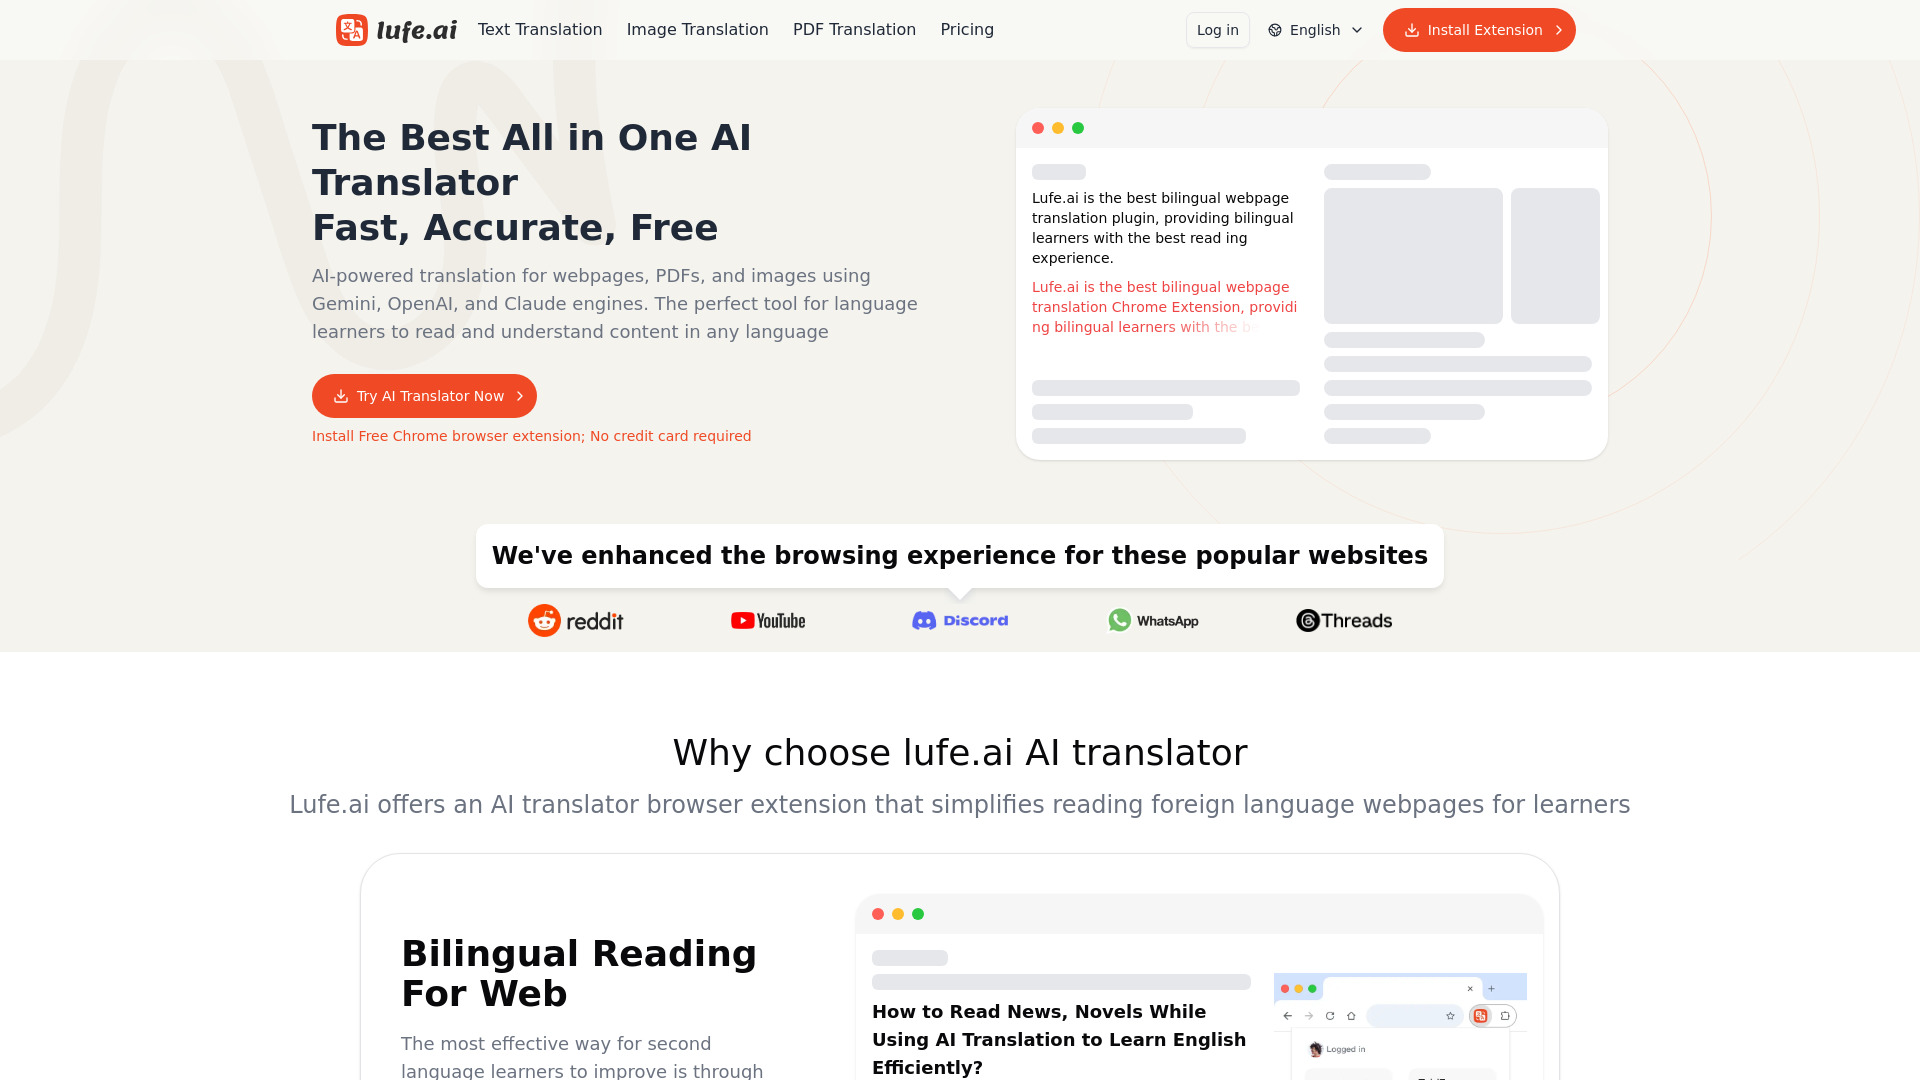 lufe.ai
Text Translation
Image Translation
PDF Translation
Pricing
Log in
English
Install Extension
The Best All in One AI
Translator
Fast, Accurate, Free
AI-powered translation for webpages, PDFs, and images using
Gemini, OpenAI, and Claude engines. The perfect tool for language
learners to read and understand content in any language
Try AI Translator Now
Install Free Chrome browser extension; No credit card required
Lufe.ai is the best bilingual webpage
translation plugin, providing bilingual
learners with the best read ing
experience.
Lufe.ai is the best bilingual webpage
translation Chrome Extension, providi
ng bilingual learners with the be
We've enhanced the browsing experience for these popular websites
reddit
YouTube
Discord
WhatsApp
Threads
Why choose lufe.ai AI translator
Lufe.ai offers an AI translator browser extension that simplifies reading foreign language webpages for learners
Bilingual Reading
For Web
The most effective way for second
language learners to improve is through
How to Read News, Novels While
Using AI Translation to Learn English
Efficiently?
Logged in